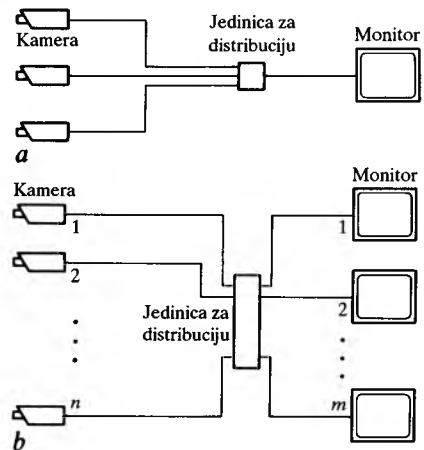 Jedinica za
distribuciju
Monitor
Kamera
a
Kamera
Monitor
1
1
2
2
Jedinica za
distribuciju
n
m
b